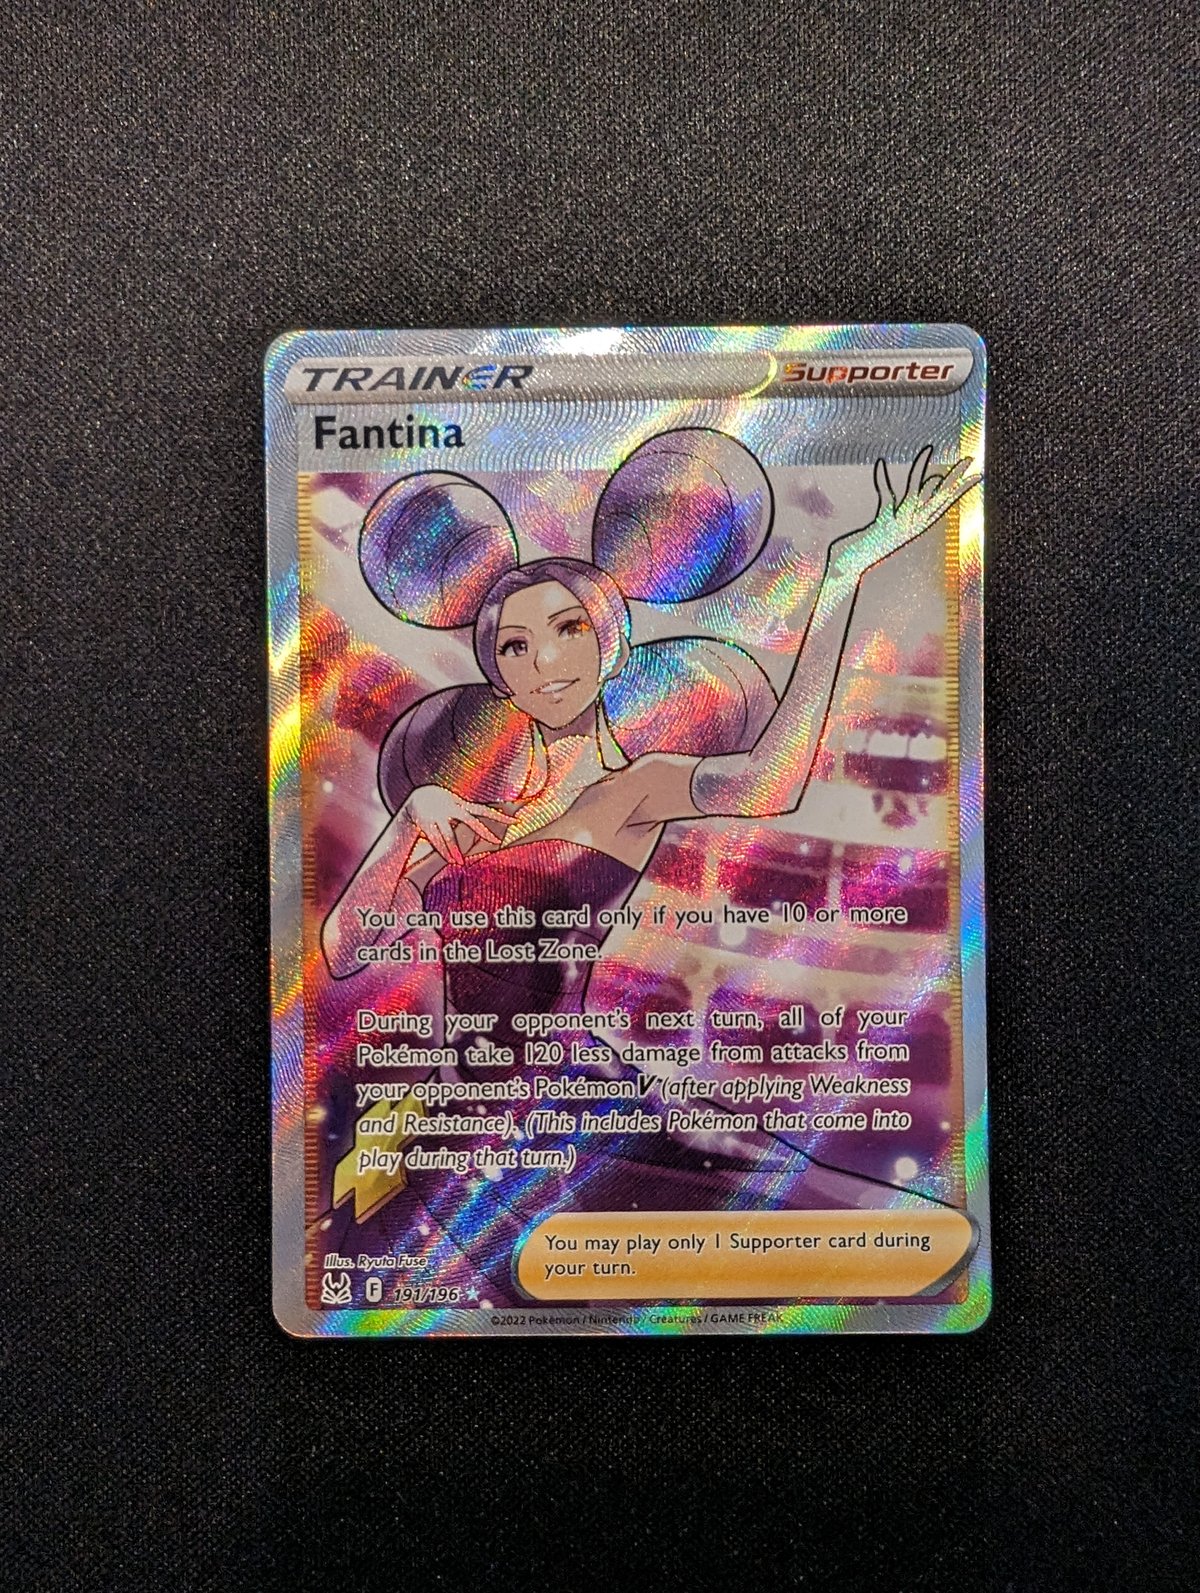 TRAINER Supporter
Fantina
You can use this card only if you have 10 or more
cards in the Lost Zone.
During your opponent's next turn, all of your
Pokémon take 120 less damage from attacks from
your opponent's Pokémon V (after applying Weakness
and Resistance). (This includes Pokémon that come into
play during that turn.)
You may play only 1 Supporter card during
your turn.
Illus. Ryuta Fuse
F 191/196
©2022 Pokémon / Nintendo / Creatures / GAME FREAK